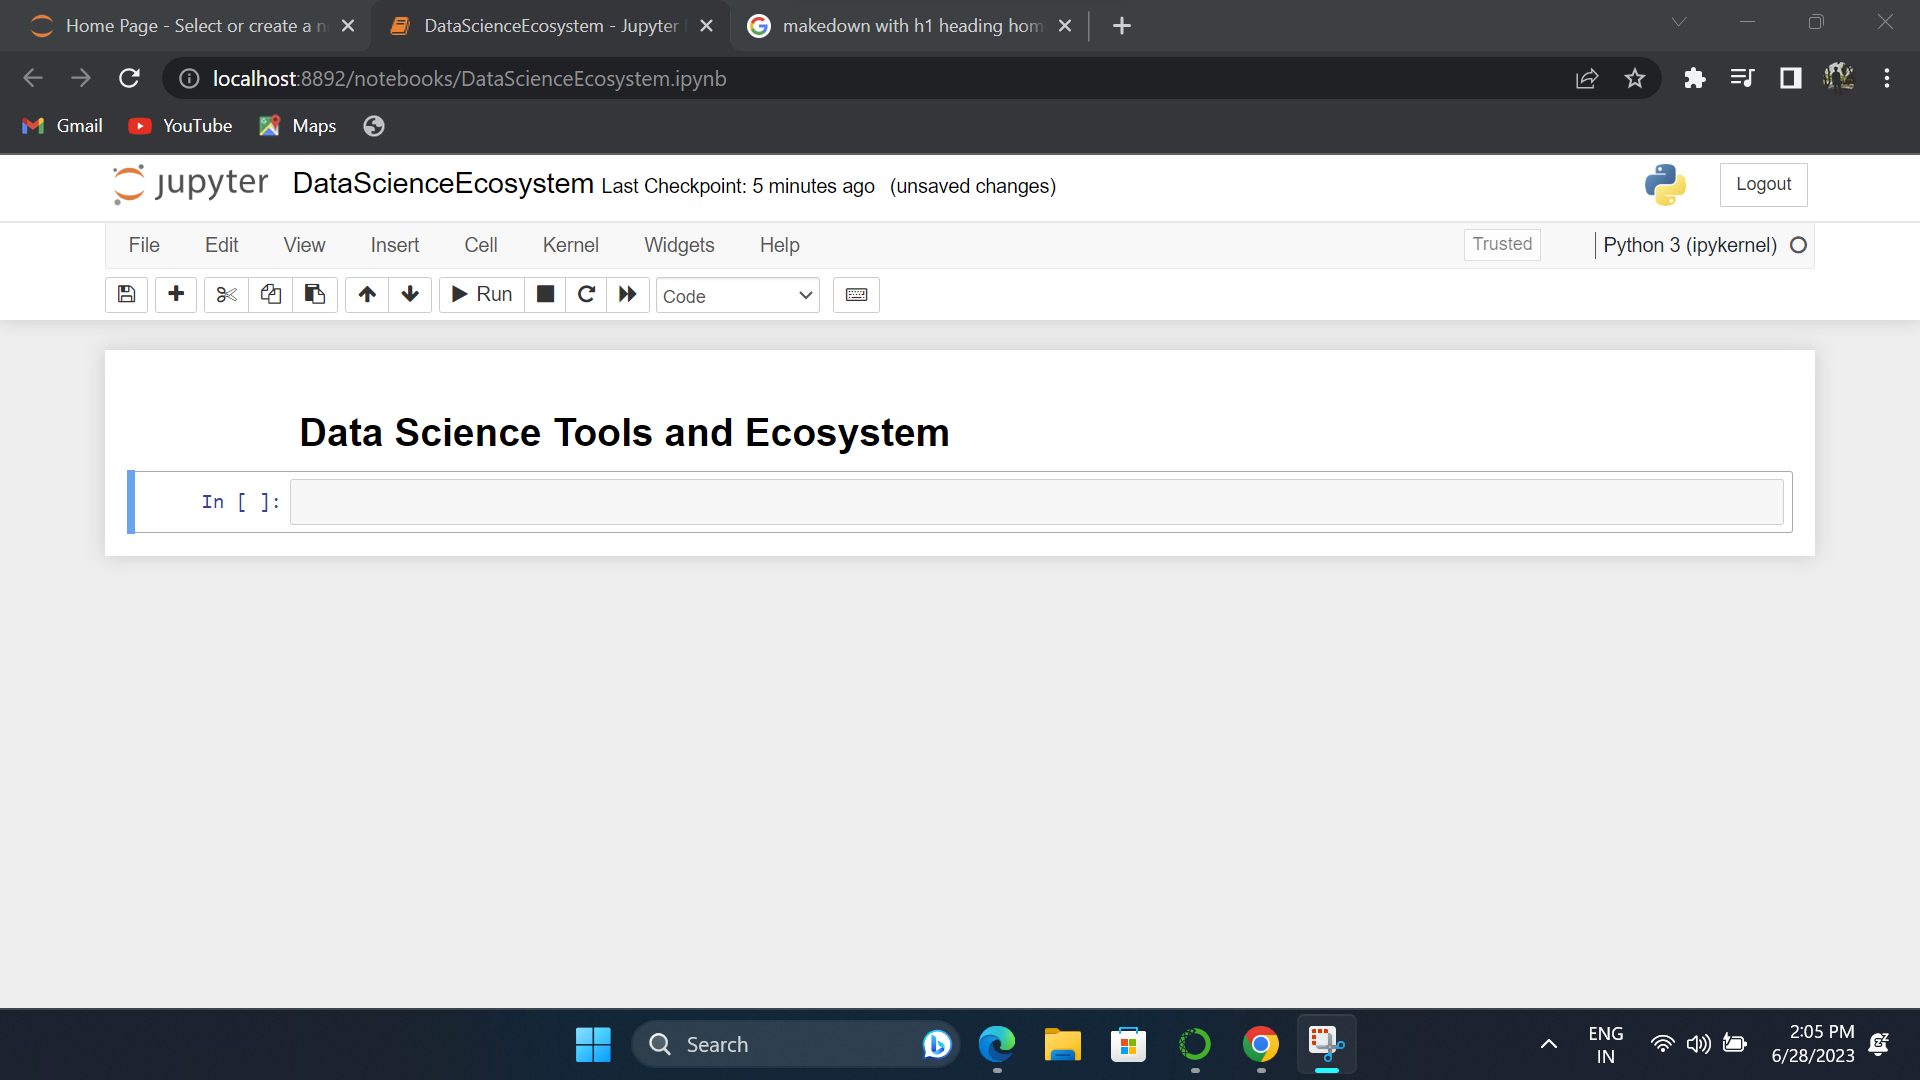 Home Page - Select or create a n
DataScienceEcosystem - Jupyter
makedown with h1 heading hom
localhost:8892/notebooks/DataScienceEcosystem.ipynb
Gmail YouTube Maps
jupyter DataScienceEcosystem Last Checkpoint: 5 minutes ago (unsaved changes) Logout
File Edit View Insert Cell Kernel Widgets Help Trusted Python 3 (ipykernel)
Run Code
Data Science Tools and Ecosystem
In [ ]:
Search
ENG
IN
2:05 PM
6/28/2023